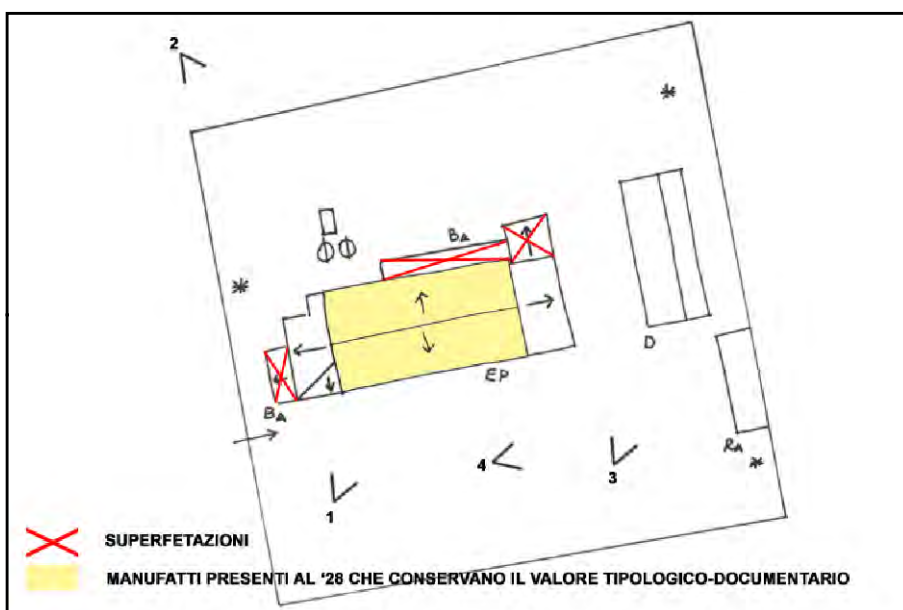 2
BA
EP
D
BA
RA
4
3
1
SUPERFETAZIONI
MANUFATTI PRESENTI AL '28 CHE CONSERVANO IL VALORE TIPOLOGICO-DOCUMENTARIO